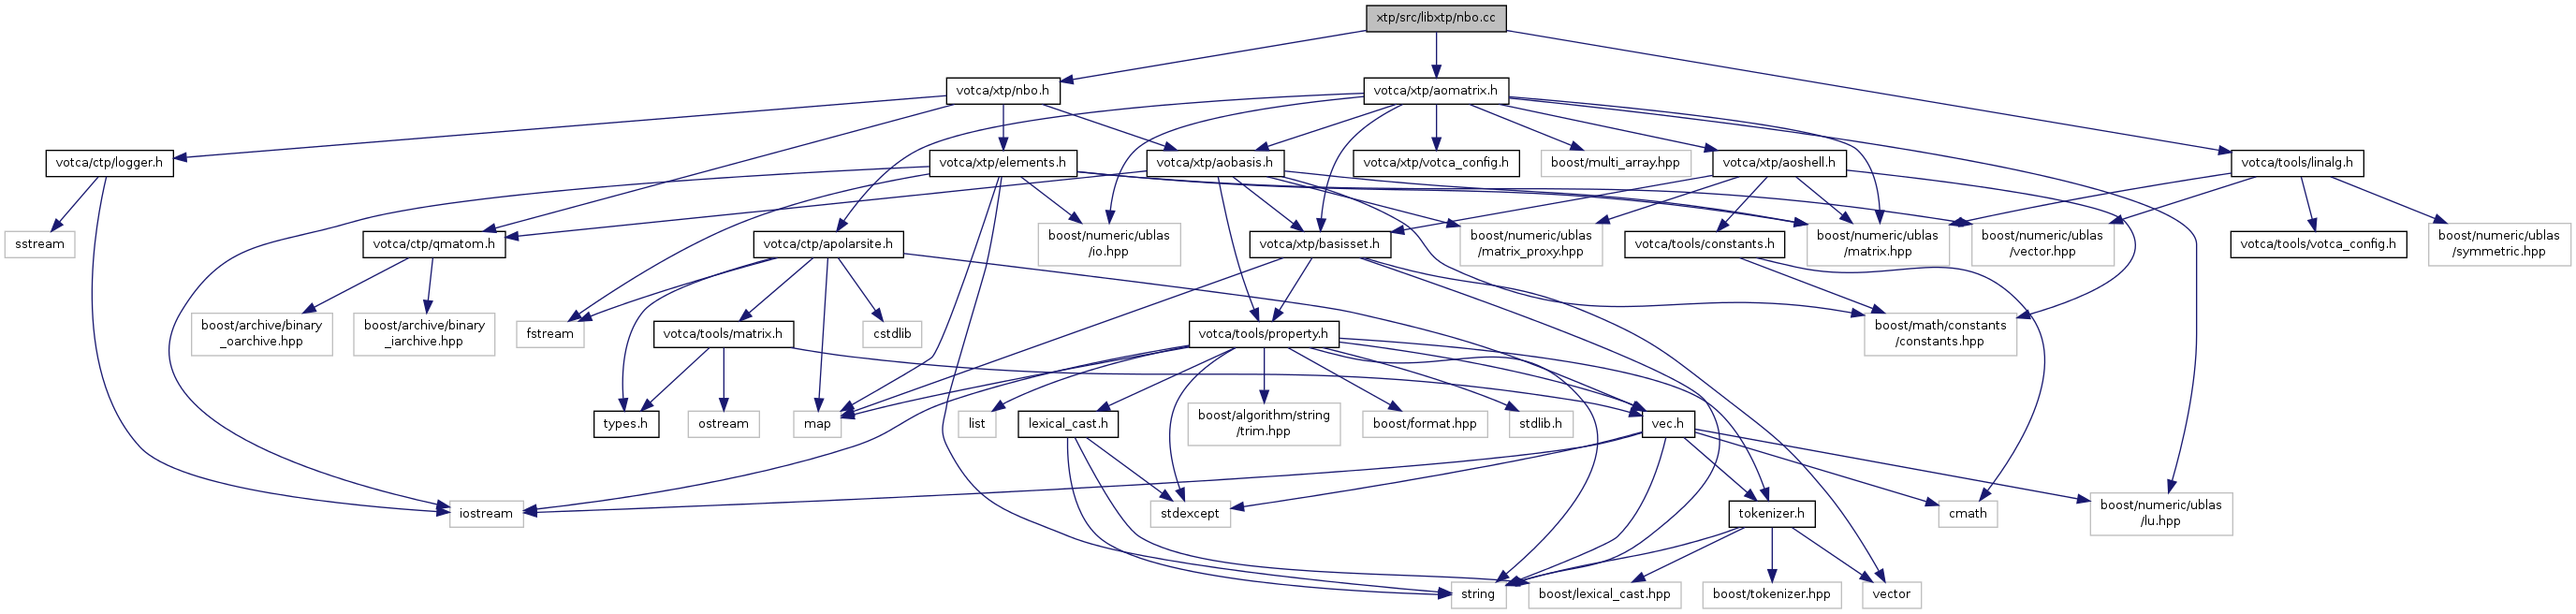 xtp/src/libxtp/nbo.cc
votca/xtp/nbo.h
votca/xtp/aomatrix.h
votca/ctp/logger.h
votca/xtp/elements.h
votca/xtp/aobasis.h
votca/xtp/votca_config.h
boost/multi_array.hpp
votca/xtp/aoshell.h
votca/tools/linalg.h
sstream
votca/ctp/qmatom.h
votca/ctp/apolarsite.h
boost/numeric/ublas
/io.hpp
votca/xtp/basisset.h
boost/numeric/ublas
/matrix_proxy.hpp
votca/tools/constants.h
boost/numeric/ublas
/matrix.hpp
boost/numeric/ublas
/vector.hpp
votca/tools/votca_config.h
boost/numeric/ublas
/symmetric.hpp
boost/archive/binary
_oarchive.hpp
boost/archive/binary
_iarchive.hpp
fstream
votca/tools/matrix.h
cstdlib
votca/tools/property.h
boost/math/constants
/constants.hpp
types.h
ostream
map
list
lexical_cast.h
boost/algorithm/string
/trim.hpp
boost/format.hpp
stdlib.h
vec.h
iostream
stdexcept
tokenizer.h
cmath
boost/numeric/ublas
/lu.hpp
string
boost/lexical_cast.hpp
boost/tokenizer.hpp
vector